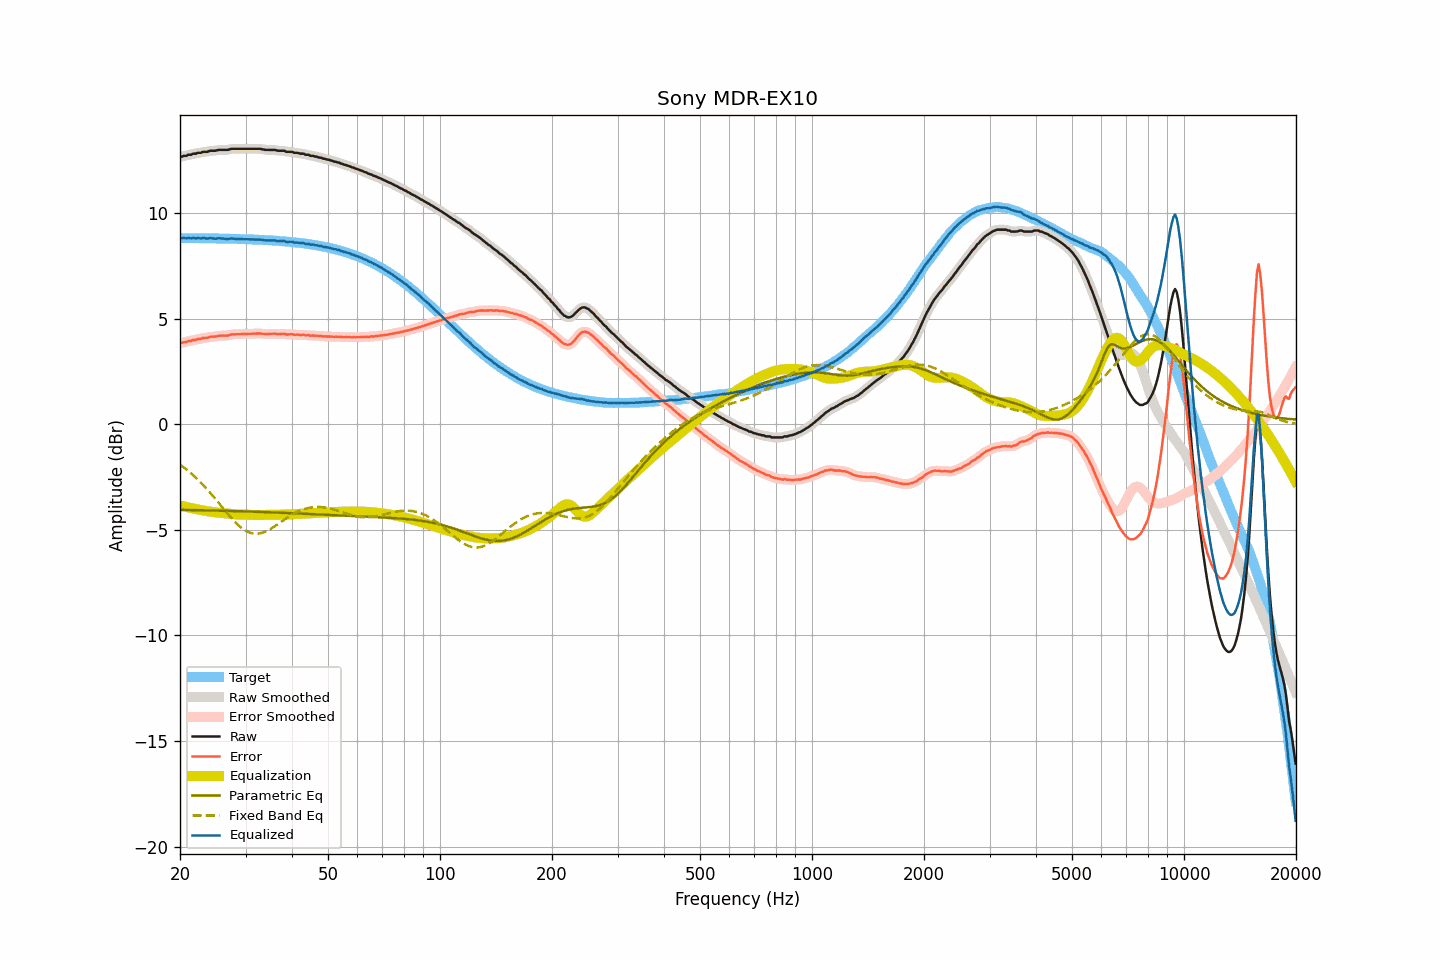 Sony MDR-EX10
Amplitude (dBr)
10
5
0
−5
−10
−15
−20
Target
Raw Smoothed
Error Smoothed
Raw
Error
Equalization
Parametric Eq
Fixed Band Eq
Equalized
20 50 100 200 500 1000 2000 5000 10000 20000
Frequency (Hz)